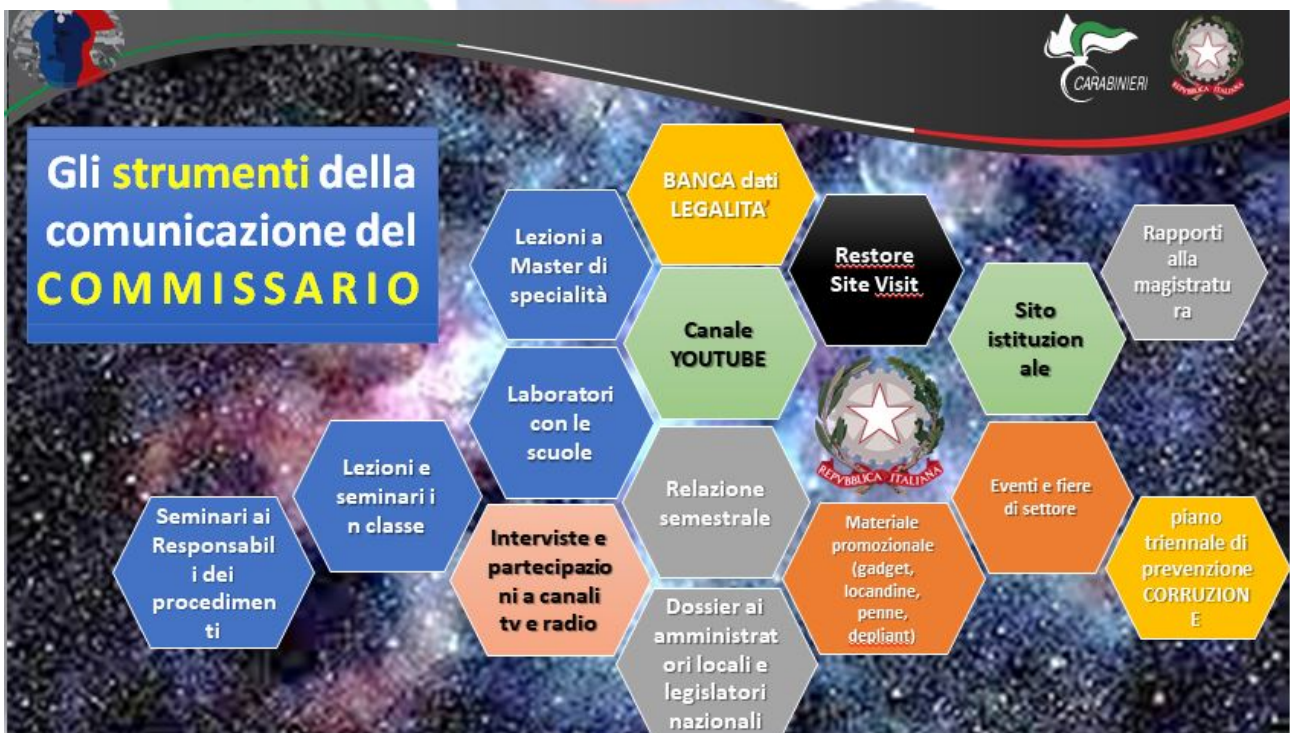 CARABINIERI
REPVBBLICA ITALIANA
Gli strumenti della
comunicazione del
COMMISSARIO
BANCA dati
LEGALITA'
Lezioni a
Master di
specialità
Restore
Site Visit
Rapporti
alla
magistratu
ra
Canale
YOUTUBE
Sito
istituzion
ale
Laboratori
con le
scuole
REPVBBLICA ITALIANA
Lezioni e
seminari i
n classe
Relazione
semestrale
Eventi e fiere
di settore
Seminari ai
Responsabil
i dei
procedimen
ti
Interviste e
partecipazio
ni a canali
tv e radio
Materiale
promozionale
(gadget,
locandine,
penne,
depliant)
piano
triennale di
prevenzione
CORRUZION
E
Dossier ai
amministrat
ori locali e
legislatori
nazionali